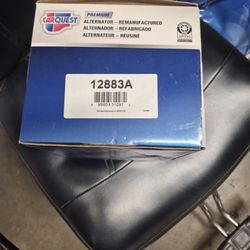 CARQUEST
PREMIUM
ALTERNATOR - REMANUFACTURED
ALTERNADOR - REFABRICADO
ALTERNATEUR - REUSINÉ
12883A